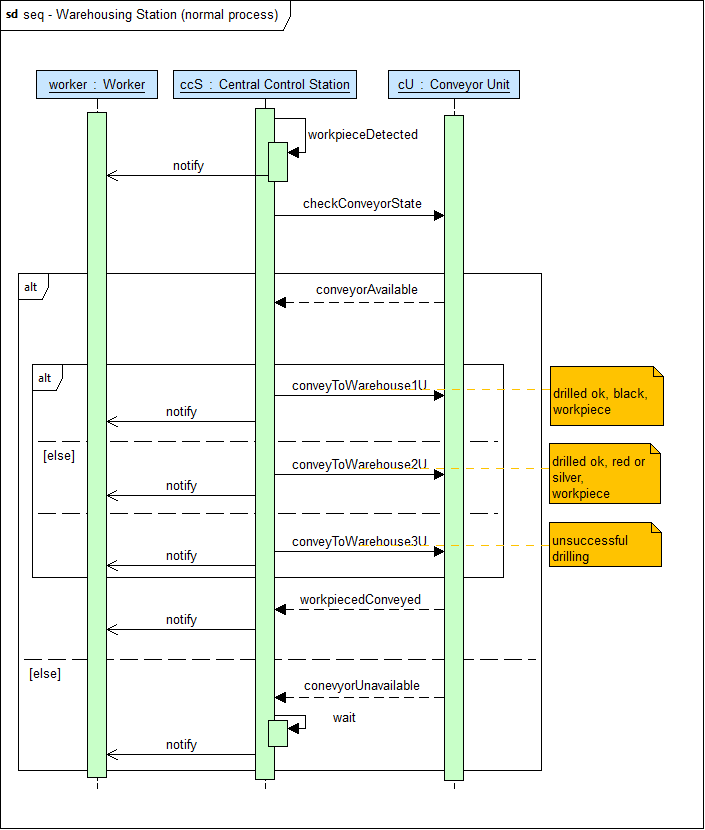 sd seq - Warehousing Station (normal process)
worker : Worker
ccS : Central Control Station
cU : Conveyor Unit
workpieceDetected
notify
checkConveyorState
alt
conveyorAvailable
alt
conveyToWarehouse1U
drilled ok, black,
workpiece
notify
[else]
conveyToWarehouse2U
drilled ok, red or
silver,
workpiece
notify
conveyToWarehouse3U
unsuccessful
drilling
notify
workpiecedConveyed
notify
[else]
conevyorUnavailable
wait
notify